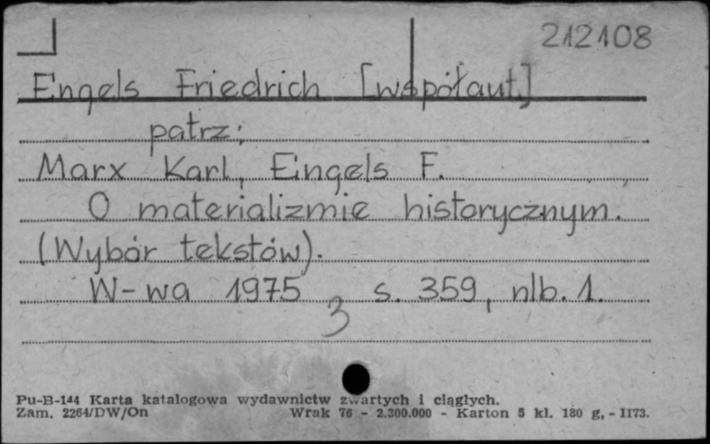 212108
Engels Friedrich [współaut.]
patrz:
Marx Karl, Engels F.
O materializmie historycznym.
(Wybór tekstów).
W-wa 1975 s. 359, nlb. 1.
3
Pu-B-144 Karta katalogowa wydawnictw zwartych i ciągłych.
Zam. 2264/DW/On Wrak 76 - 2.300.000 - Karton 5 kl. 180 g, - 1173.